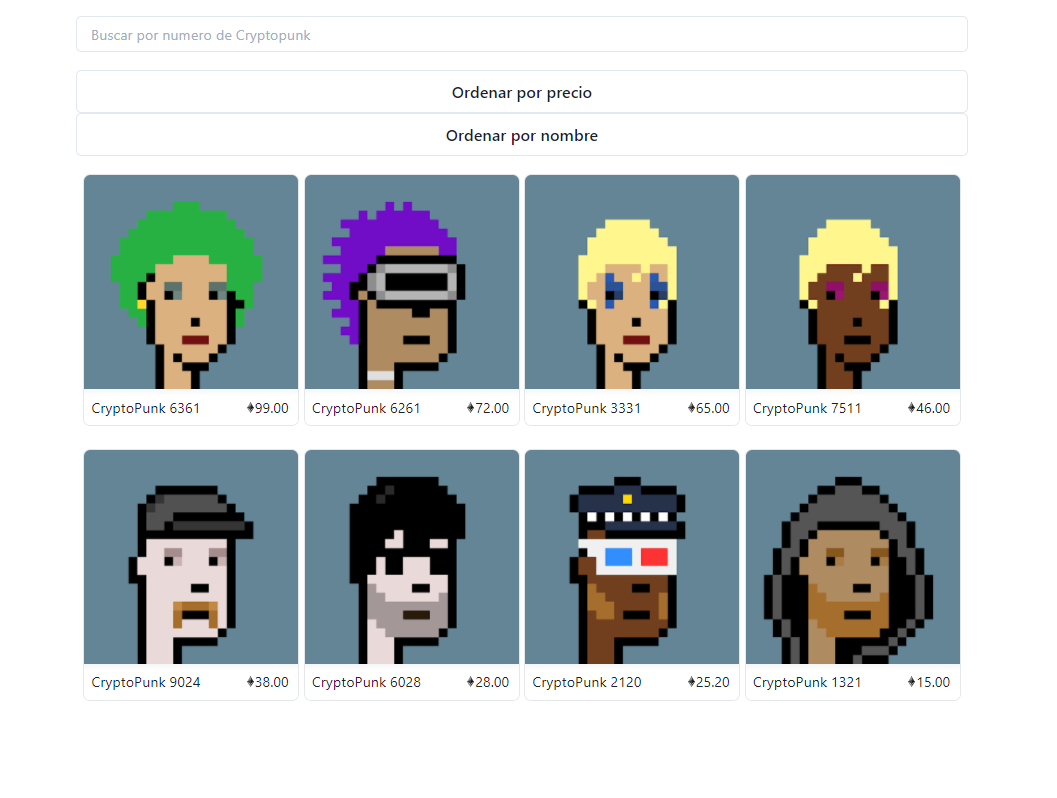 Buscar por numero de Cryptopunk
Ordenar por precio
Ordenar por nombre
CryptoPunk 6361 ⬧99.00
CryptoPunk 6261 ⬧72.00
CryptoPunk 3331 ⬧65.00
CryptoPunk 7511 ⬧46.00
CryptoPunk 9024 ⬧38.00
CryptoPunk 6028 ⬧28.00
CryptoPunk 2120 ⬧25.20
CryptoPunk 1321 ⬧15.00